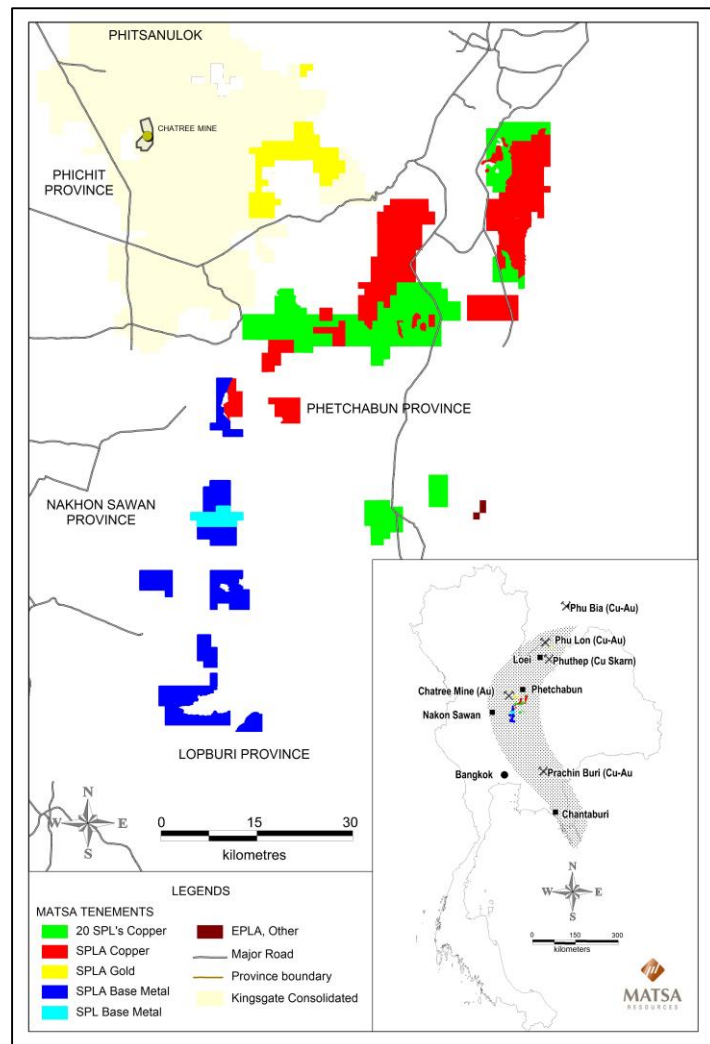 PHITSANULOK
CHATREE MINE
PHICHIT
PROVINCE
PHETCHABUN PROVINCE
NAKHON SAWAN
PROVINCE
LOPBURI PROVINCE
N
W E
S
0 15 30
kilometres
Phu Bia (Cu-Au)
Phu Lon (Cu-Au)
Loei
Phuthep (Cu Skarn)
Chatree Mine (Au)
Phetchabun
Nakon Sawan
Prachin Buri (Cu-Au
Bangkok
Chantaburi
N
W E
S
0 150 300
kilometers
MATSA
RESOURCES
LEGENDS
MATSA TENEMENTS
20 SPL's Copper
SPLA Copper
SPLA Gold
SPLA Base Metal
SPL Base Metal
EPLA, Other
Major Road
Province boundary
Kingsgate Consolidated